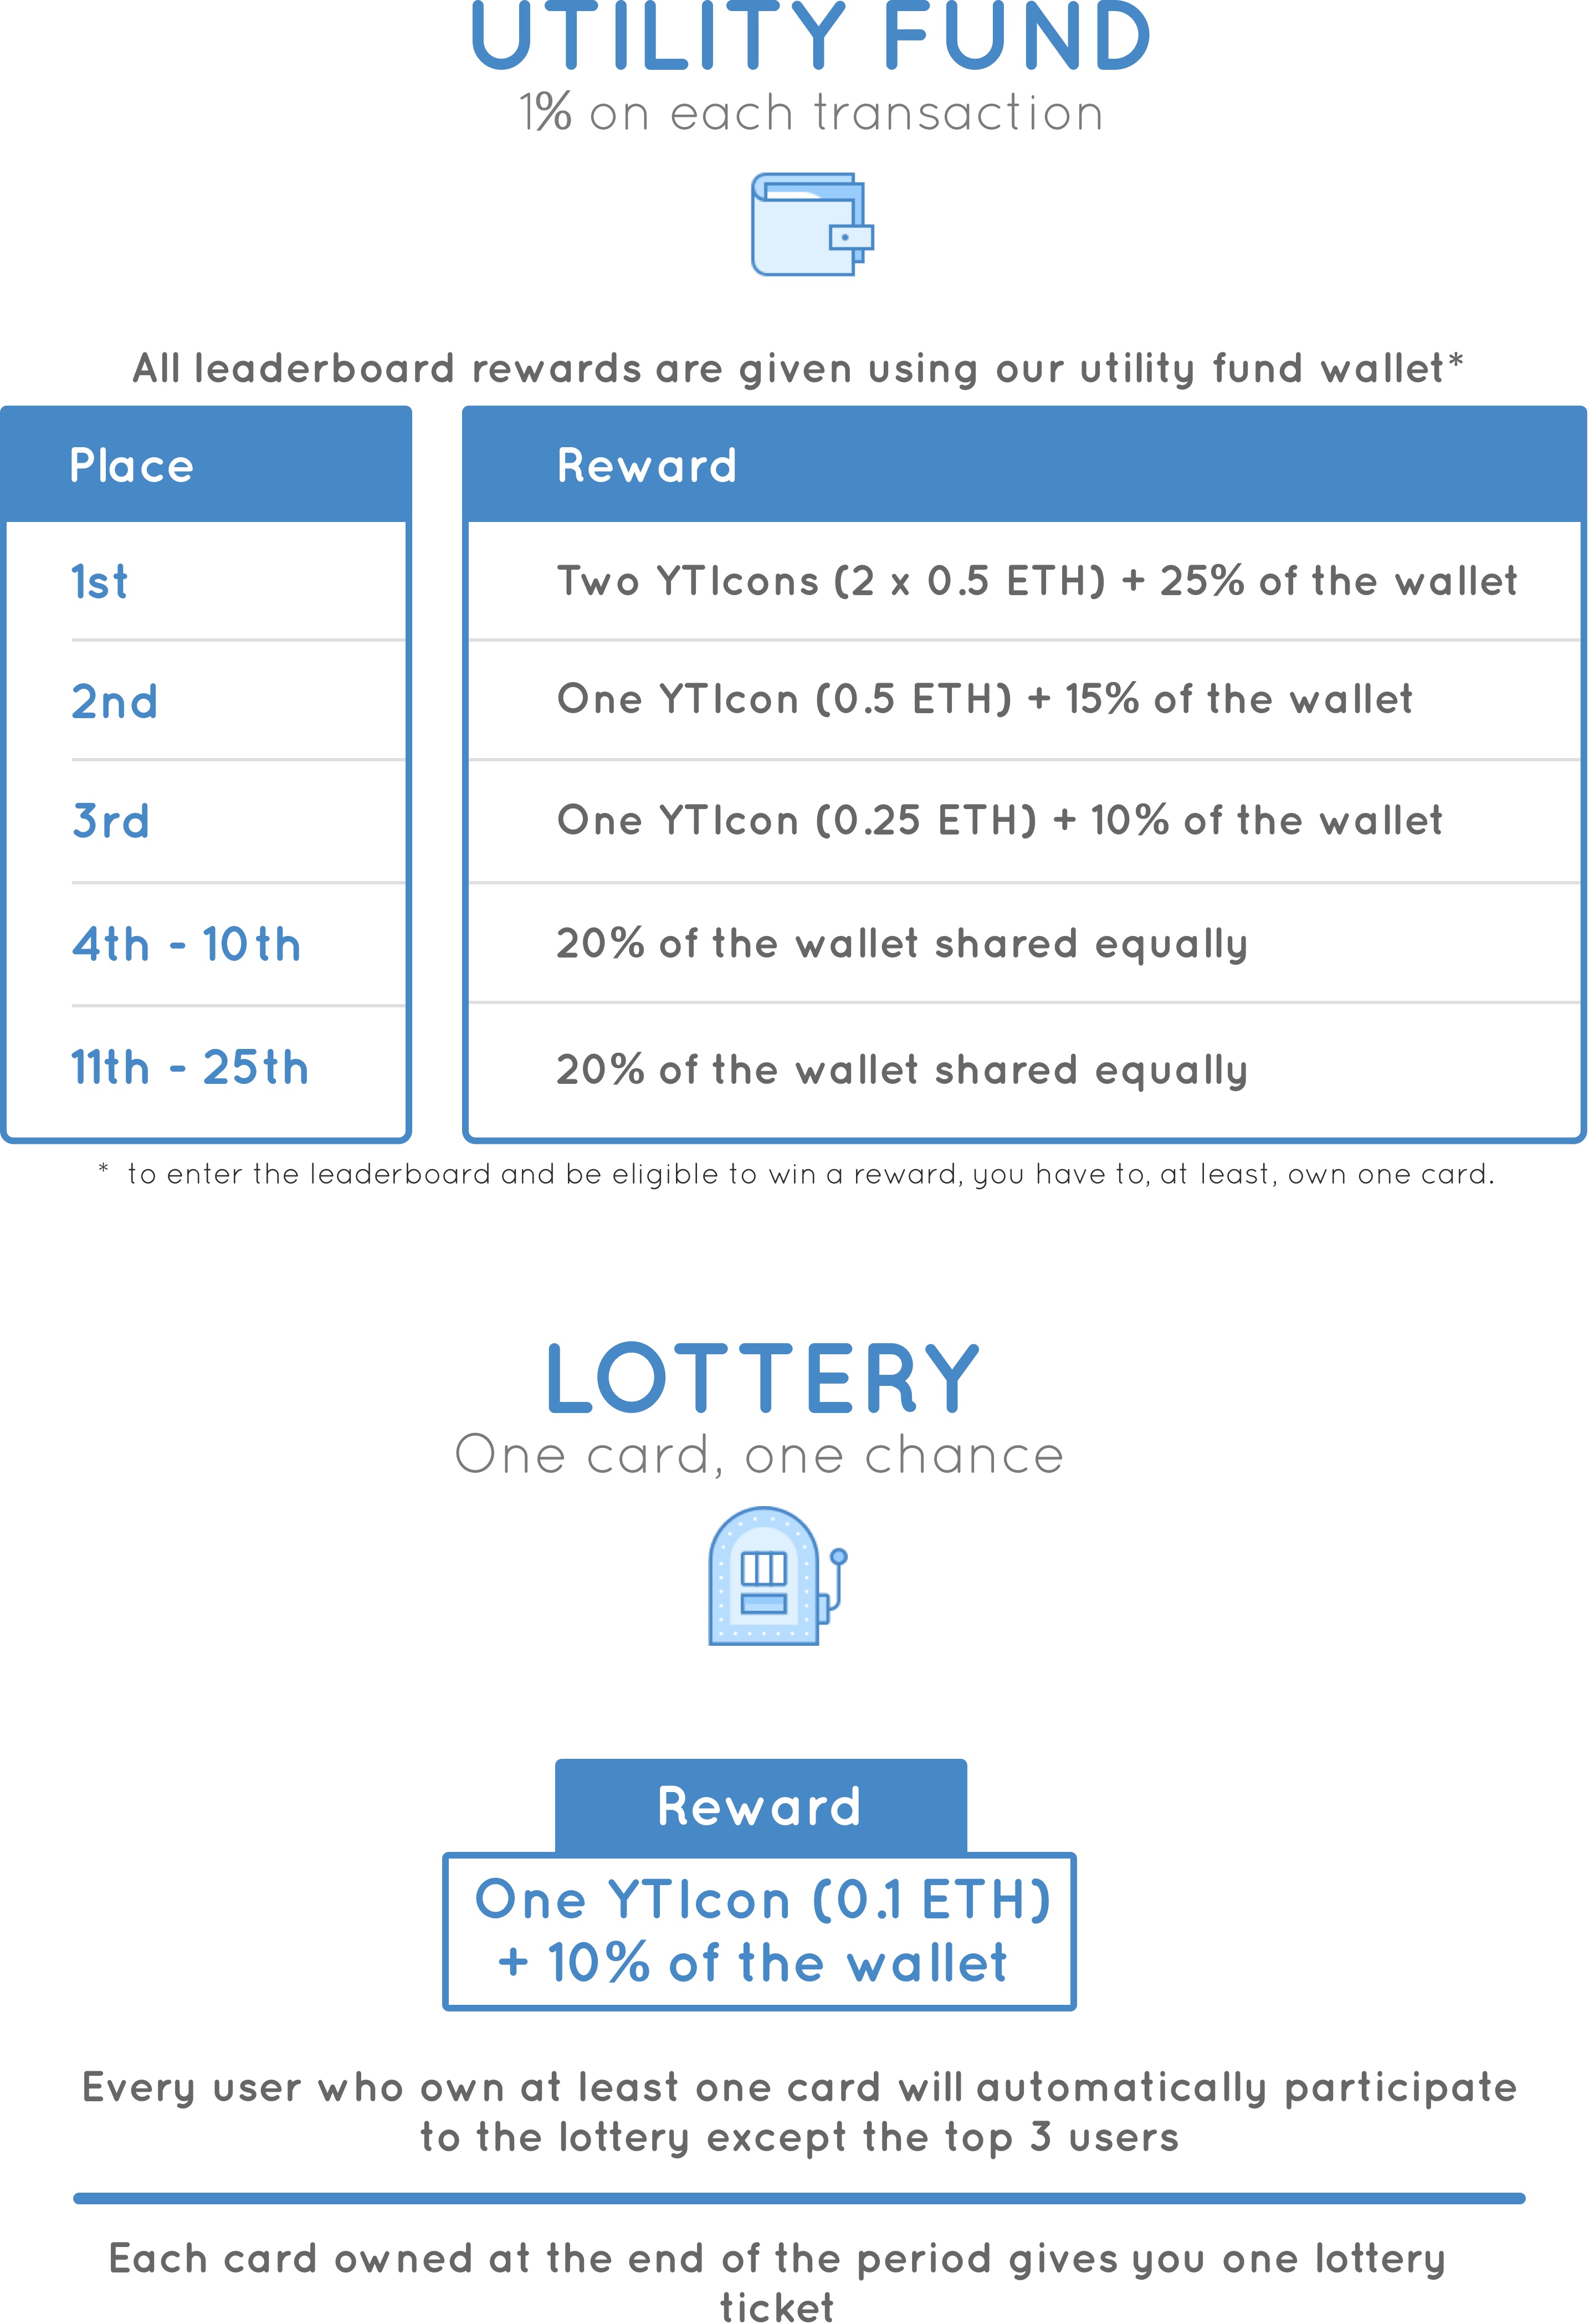 UTILITY FUND
1% on each transaction
All leaderboard rewards are given using our utility fund wallet*
Place
Reward
1st
Two YTIcons (2 x 0.5 ETH) + 25% of the wallet
2nd
One YTIcon (0.5 ETH) + 15% of the wallet
3rd
One YTIcon (0.25 ETH) + 10% of the wallet
4th - 10th
20% of the wallet shared equally
11th - 25th
20% of the wallet shared equally
* to enter the leaderboard and be eligible to win a reward, you have to, at least, own one card.
LOTTERY
One card, one chance
Reward
One YTIcon (0.1 ETH)
+ 10% of the wallet
Every user who own at least one card will automatically participate
to the lottery except the top 3 users
Each card owned at the end of the period gives you one lottery
ticket